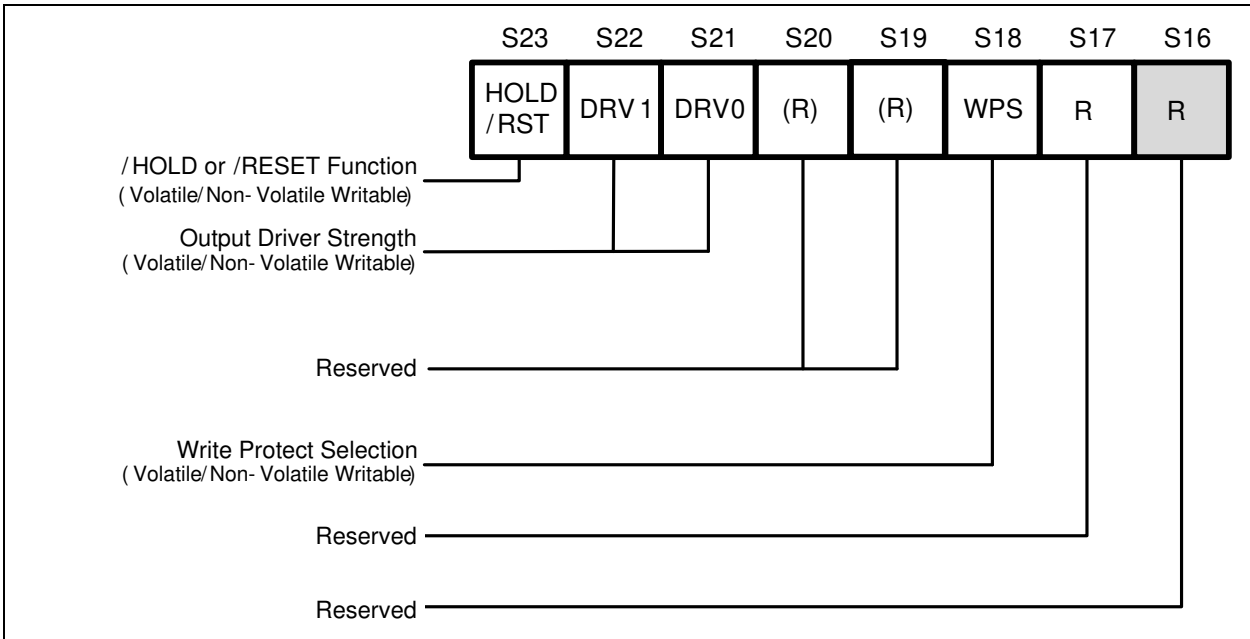 S23 S22 S21 S20 S19 S18 S17 S16
HOLD
/RST
DRV1 DRV0 (R) (R) WPS R R
/HOLD or /RESET Function
(Volatile/Non-Volatile Writable)
Output Driver Strength
(Volatile/Non-Volatile Writable)
Reserved
Write Protect Selection
(Volatile/Non-Volatile Writable)
Reserved
Reserved